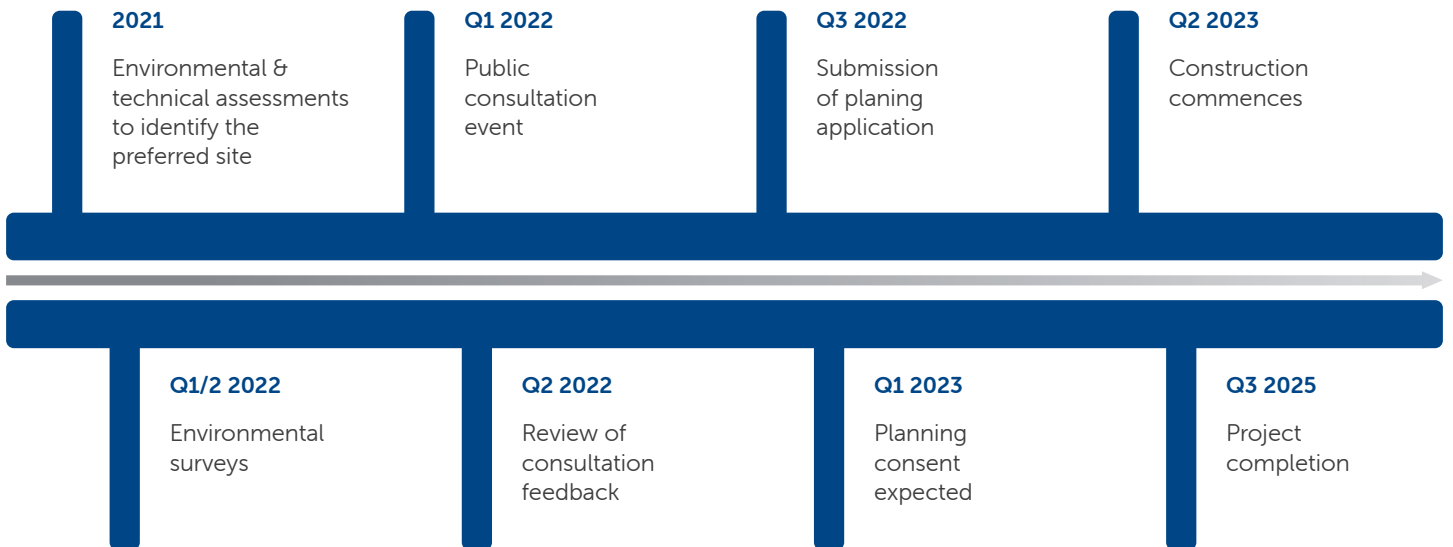 2021
Environmental &
technical assessments
to identify the
preferred site
Q1 2022
Public
consultation
event
Q3 2022
Submission
of planing
application
Q2 2023
Construction
commences
Q1/2 2022
Environmental
surveys
Q2 2022
Review of
consultation
feedback
Q1 2023
Planning
consent
expected
Q3 2025
Project
completion